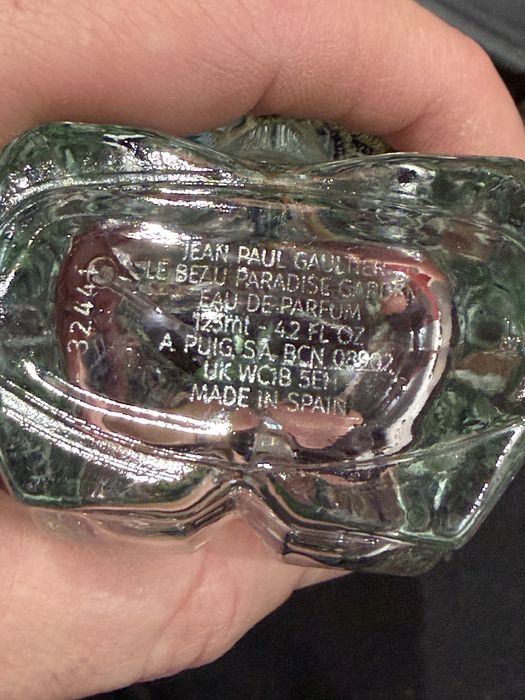 JEAN PAUL GAULTIER
"LE BEAU PARADISE GARDEN"
EAU DE PARFUM
125ml - 4.2 FL OZ
A. PUIG, SA. BCN. 08902
UK WC1B 5EH
MADE IN SPAIN
32441
11